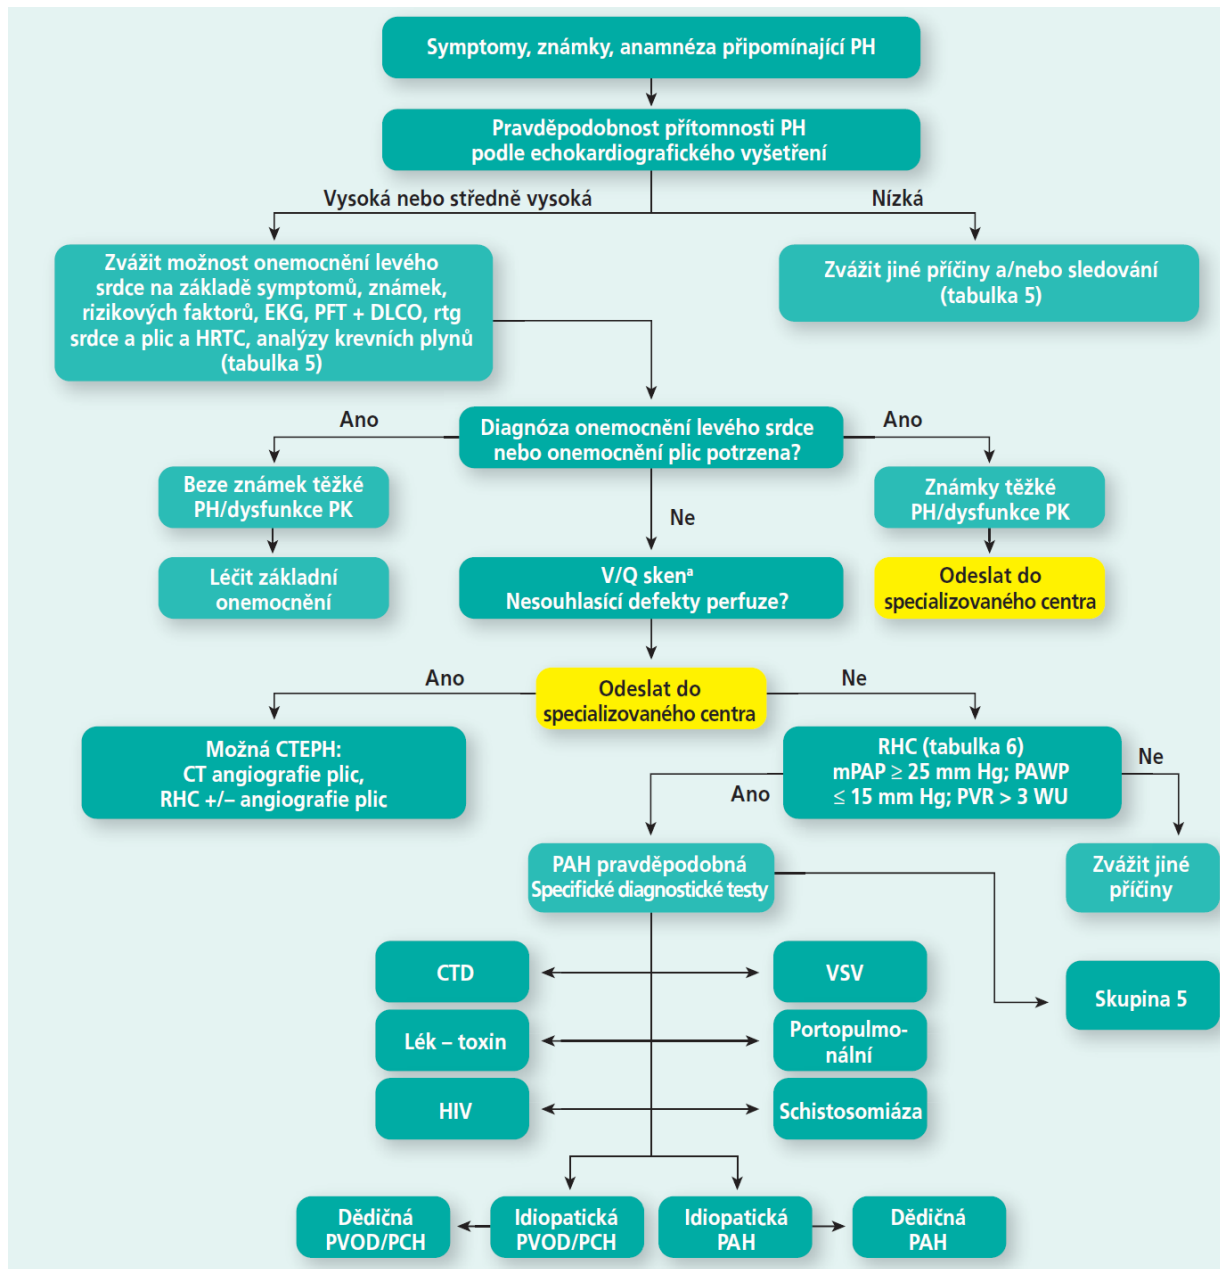 Symptomy, známky, anamnéza připomínající PH
Pravděpodobnost přítomnosti PH
podle echokardiografického vyšetření
Vysoká nebo středně vysoká
Nízká
Zvážit možnost onemocnění levého
srdce na základě symptomů, známek,
rizikových faktorů, EKG, PFT + DLCO, rtg
srdce a plic a HRTC, analýzy krevních plynů
(tabulka 5)
Zvážit jiné příčiny a/nebo sledování
(tabulka 5)
Ano
Diagnóza onemocnění levého srdce
nebo onemocnění plic potrzena?
Ano
Beze známek těžké
PH/dysfunkce PK
Známky těžké
PH/dysfunkce PK
Ne
Léčit základní
onemocnění
V/Q skenª
Nesouhlasící defekty perfuze?
Odeslat do
specializovaného centra
Ano
Odeslat do
specializovaného centra
Ne
Možná CTEPH:
CT angiografie plic,
RHC +/– angiografie plic
RHC (tabulka 6)
mPAP ≥ 25 mm Hg; PAWP
≤ 15 mm Hg; PVR > 3 WU
Ano
Ne
PAH pravděpodobná
Specifické diagnostické testy
Zvážit jiné
příčiny
CTD
VSV
Skupina 5
Lék – toxin
Portopulmo-
nální
HIV
Schistosomiáza
Dědičná
PVOD/PCH
Idiopatická
PVOD/PCH
Idiopatická
PAH
Dědičná
PAH